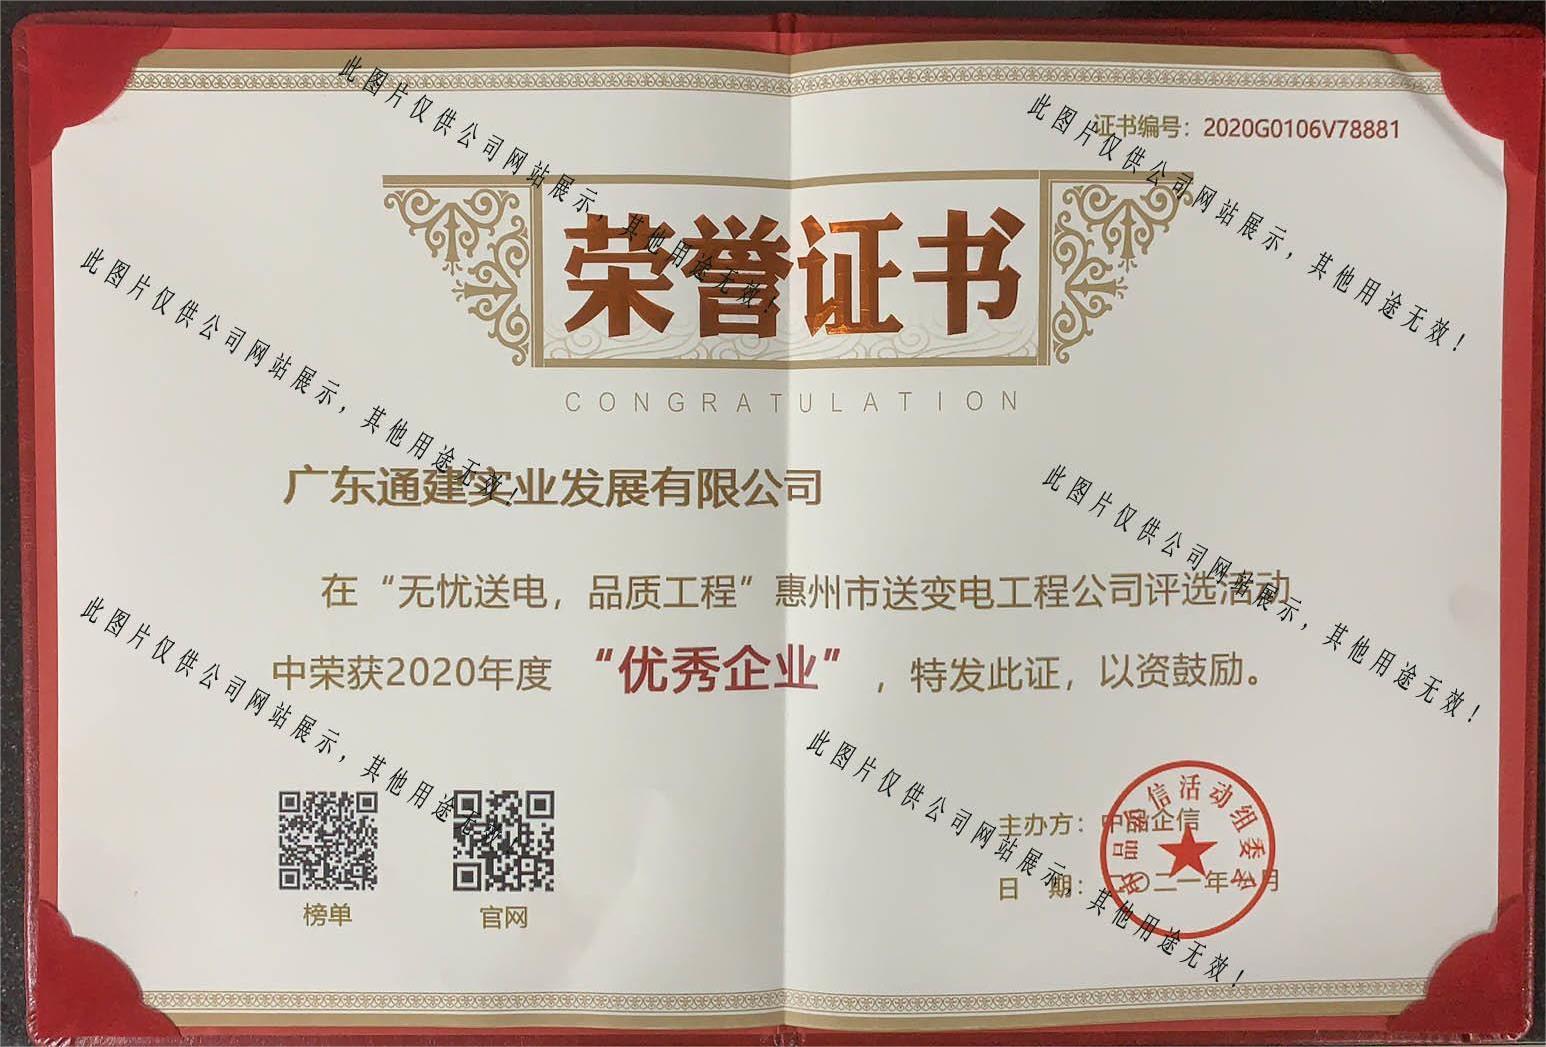 证书编号：2020G0106V78881
荣誉证书
CONGRATULATION
广东通建实业发展有限公司
在“无忧送电，品质工程”惠州市送变电工程公司评选活动
中荣获2020年度“优秀企业”，特发此证，以资鼓励。
主办方：中品企信
日 期：二〇二一年 月
榜单
官网
此图片仅供公司网站展示，其他用途无效！
此图片仅供公司网站展示，其他用途无效！
此图片仅供公司网站展示，其他用途无效！
此图片仅供公司网站展示，其他用途无效！
此图片仅供公司网站展示，其他用途无效！
此图片仅供公司网站展示，其他用途无效！